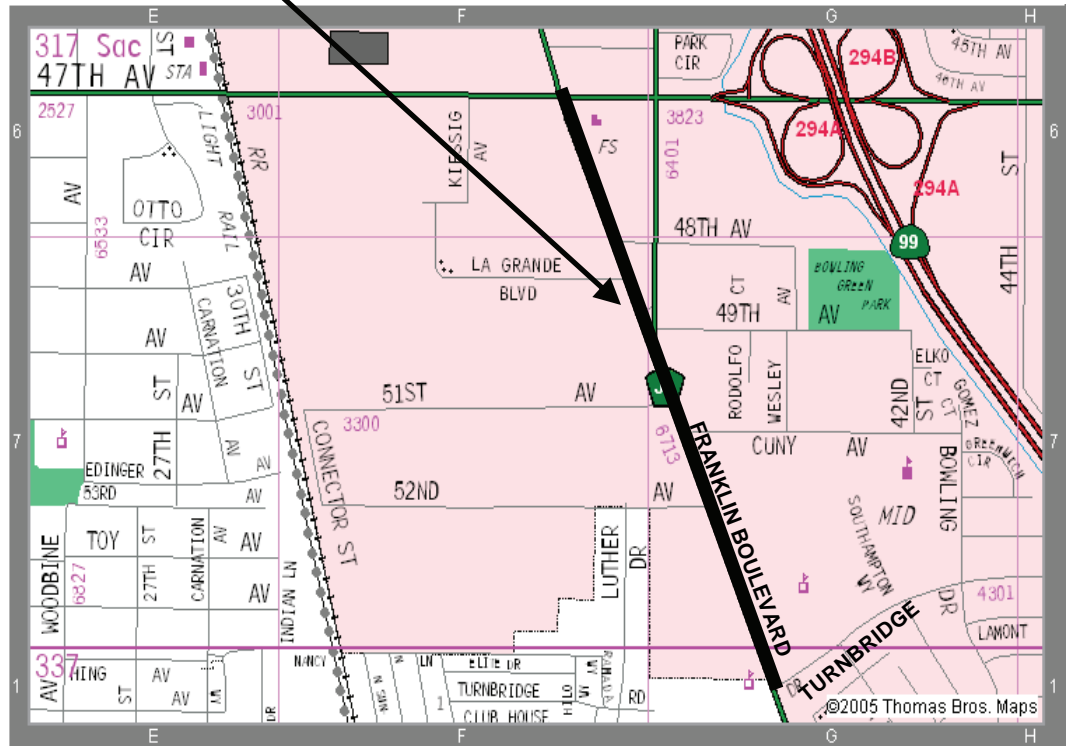 E F G H
317 Sac
ST
47TH AV
STA
PARK
CIR
294B
45TH AV
46TH AV
2527
3001
3823
6 6
LIGHT
RR
RAIL
AV
FS
6401
294A
ST
294A
AV
OTTO
CIR
6533
48TH AV
99
44TH
AV
LA GRANDE
BLVD
BOWLING
GREEN
PARK
30TH
ST
CARNATION
CT
49TH
AV
AV
AV
ELKO
CT
ST
AV
51ST AV
RODOLFO
WESLEY
42ND
ST
CT
GOMEZ
3300
7 7
27TH
AV
AV
CONNECTOR ST
6713
FRANKLIN BOULEVARD
CUNY AV
GREENWICH
CIR
EDINGER
53RD
AV
52ND AV
BOWLING
DR
MID
SOUTHAMPTON
WY
WOODBINE
AV
TOY
ST
27TH
CARNATION
AV
AV
AV
6827
INDIAN LN
LUTHER
DR
4301
LAMONT
TURNBRIDGE
DR
337
HING AV
ST
AV
DR
NANCY
LN
N
ELITE DR
TURNBRIDGE
CLUB HOUSE
HILO
WY
RD
1 1
1
©2005 Thomas Bros. Maps
E F G H